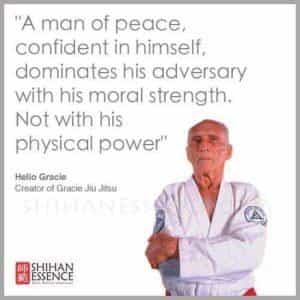 "A man of peace,
confident in himself,
dominates his adversary
with his moral strength.
Not with his
physical power"
Helio Gracie
Creator of Gracie Jiu Jitsu
SHIHANESSENCE
SHIHAN
ESSENCE